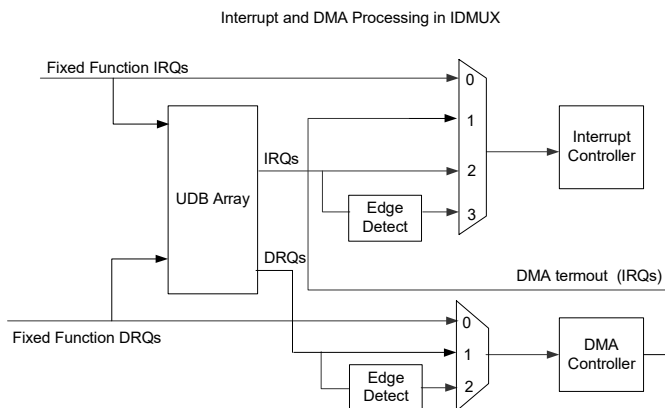 Interrupt and DMA Processing in IDMUX
Fixed Function IRQs
0
1
Interrupt
Controller
IRQs
2
UDB Array
Edge
Detect
3
DRQs
DMA termout (IRQs)
0
Fixed Function DRQs
1
DMA
Controller
Edge
Detect
2